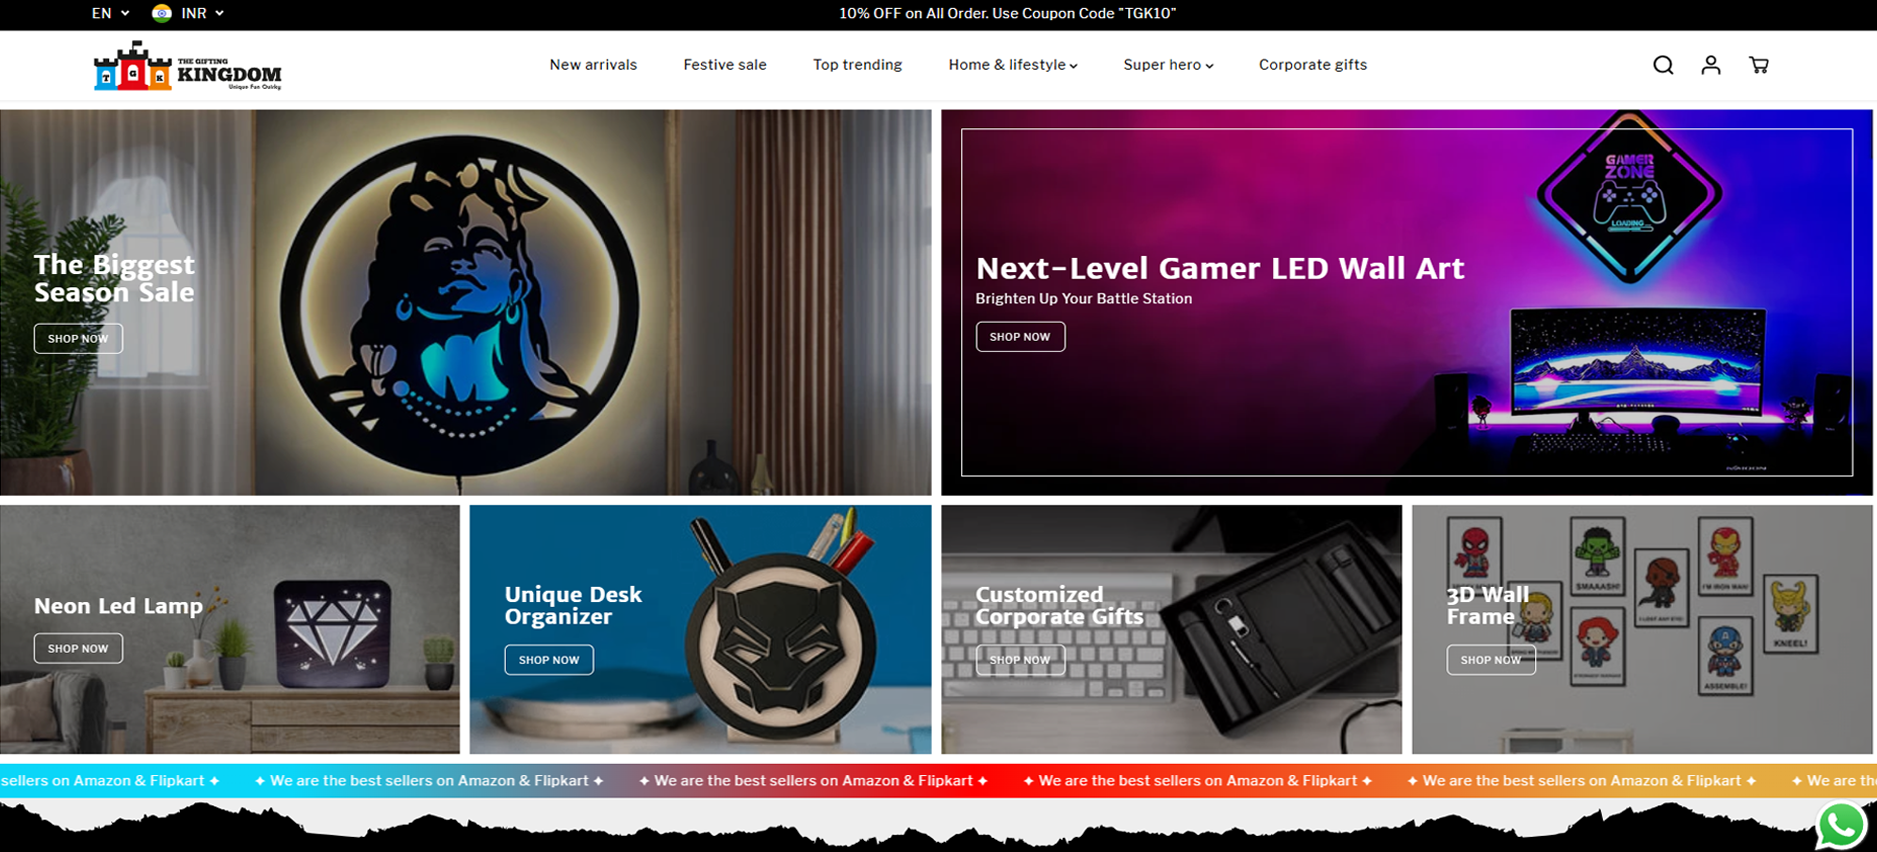 EN
INR
10% OFF on All Order. Use Coupon Code "TGK10"
T G K
THE GIFTING
KINGDOM
Unique Fun Quirky
New arrivals
Festive sale
Top trending
Home & lifestyle
Super hero
Corporate gifts
The Biggest
Season Sale
SHOP NOW
GAMER
ZONE
LOADING
Next-Level Gamer LED Wall Art
Brighten Up Your Battle Station
SHOP NOW
Neon Led Lamp
SHOP NOW
Unique Desk
Organizer
SHOP NOW
Customized
Corporate Gifts
SHOP NOW
3D Wall
Frame
SHOP NOW
SMAAASH!
I'M IRON MAN!
I LOST ANY EYE!
KNEEL!
ASSEMBLE!
sellers on Amazon & Flipkart ✦ ✦ We are the best sellers on Amazon & Flipkart ✦ ✦ We are the best sellers on Amazon & Flipkart ✦ ✦ We are the best sellers on Amazon & Flipkart ✦ ✦ We are the best sellers on Amazon & Flipkart ✦ ✦ We are the